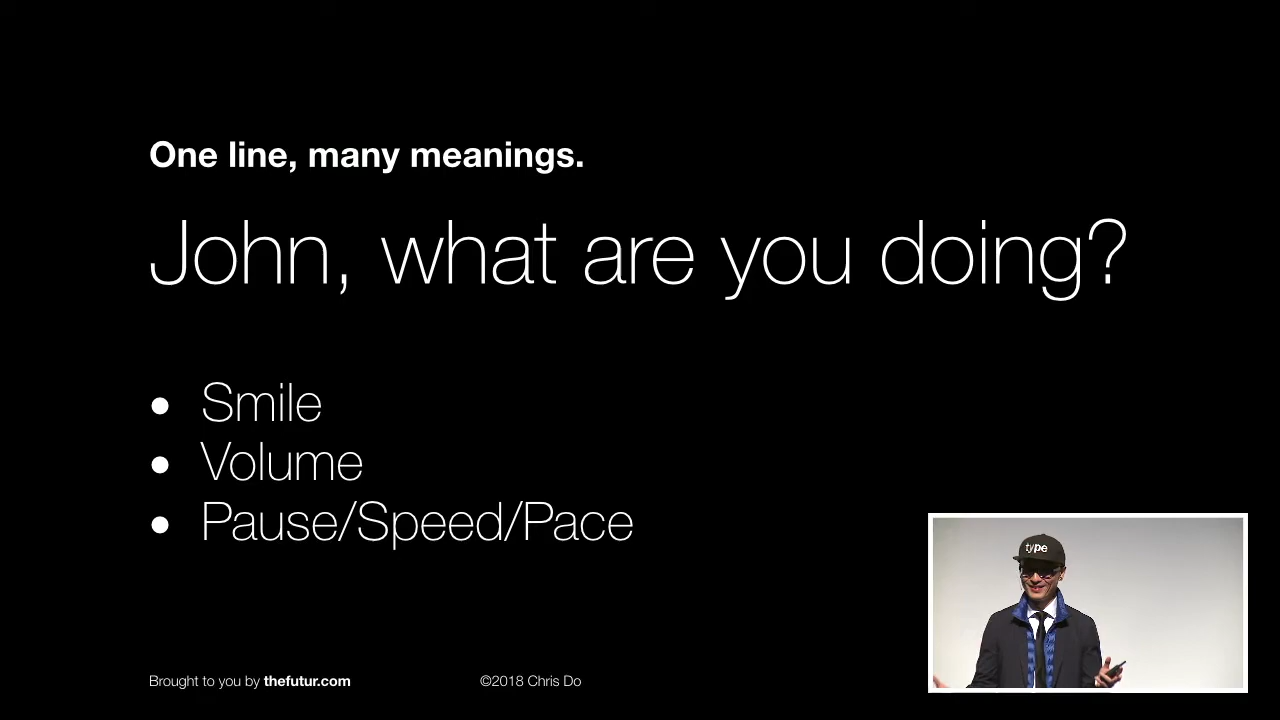 One line, many meanings.
John, what are you doing?
• Smile
• Volume
• Pause/Speed/Pace
type
Brought to you by thefutur.com
©2018 Chris Do